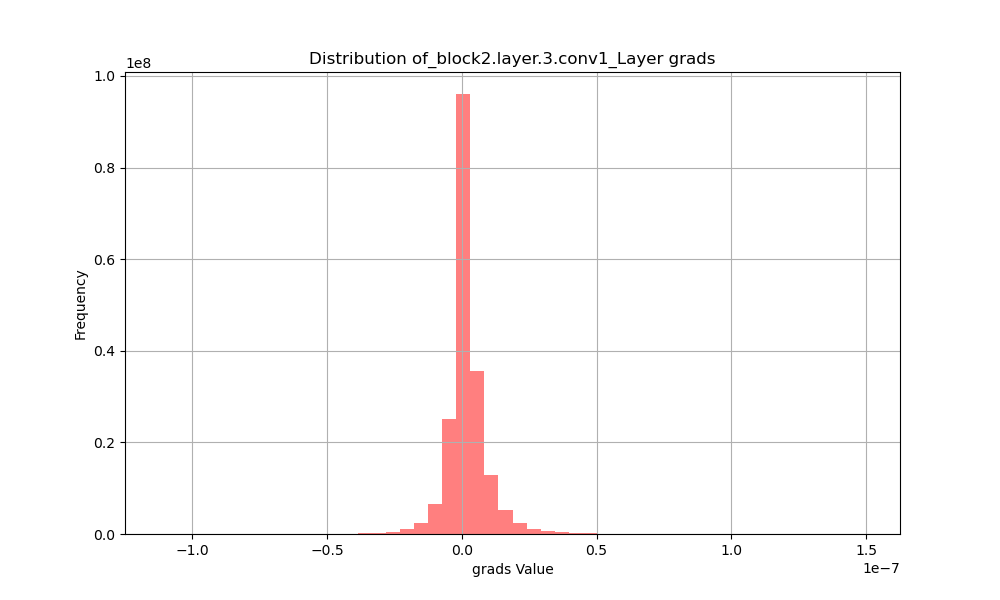 Distribution of_block2.layer.3.conv1_Layer grads
1e8
1.0
0.8
0.6
0.4
0.2
0.0
Frequency
−1.0 −0.5 0.0 0.5 1.0 1.5
1e−7
grads Value